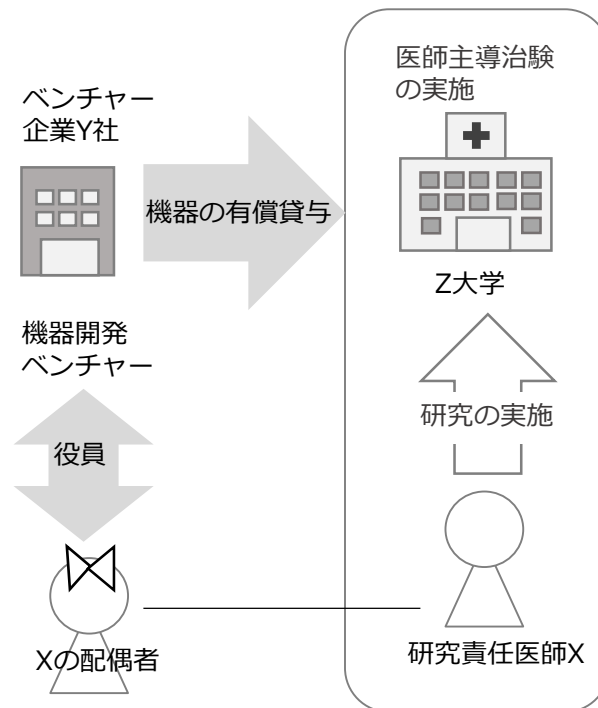 ベンチャー
企業Y社
機器の有償貸与
医師主導治験
の実施
Z大学
機器開発
ベンチャー
役員
研究の実施
Xの配偶者
研究責任医師X